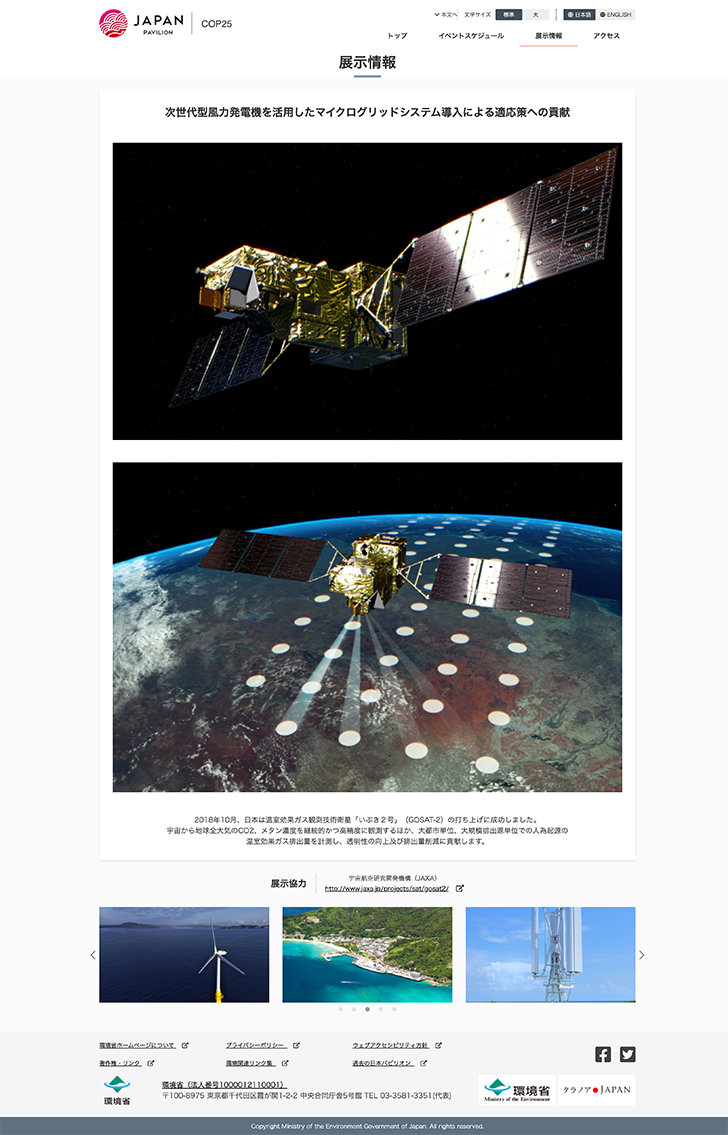 JAPAN
PAVILION
COP25
本文へ 文字サイズ 標準 大 日本語 ENGLISH
トップ イベントスケジュール 展示情報 アクセス
展示情報
次世代型風力発電機を活用したマイクログリッドシステム導入による適応策への貢献
2018年10月、日本は温室効果ガス観測技術衛星「いぶき２号」（GOSAT-2）の打ち上げに成功しました。
宇宙から地球全大気のCO2、メタン濃度を継続的かつ高精度に観測するほか、大都市単位、大規模排出源単位での人為起源の
温室効果ガス排出量を計測し、透明性の向上及び排出量削減に貢献します。
展示協力
宇宙航空研究開発機構（JAXA）
http://www.jaxa.jp/projects/sat/gosat2/
環境省ホームページについて プライバシーポリシー ウェブアクセシビリティ方針
著作権・リンク 環境関連リンク集 過去の日本パビリオン
環境省
環境省（法人番号1000012110001）
〒100-8975 東京都千代田区霞が関1-2-2 中央合同庁舎5号館 TEL 03-3581-3351(代表)
環境省
Ministry of the Environment
タラノア JAPAN
Copyright Ministry of the Environment Government of Japan. All rights reserved.